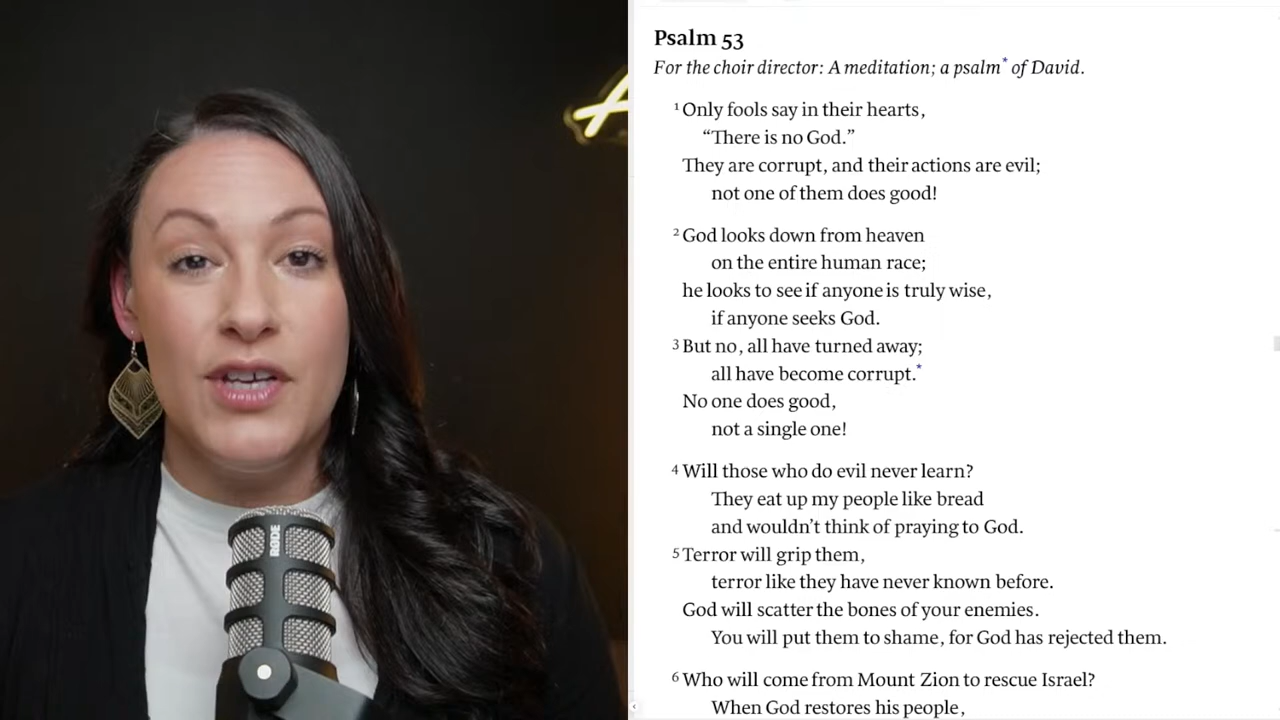 RØDE
Psalm 53
For the choir director: A meditation; a psalm* of David.
1 Only fools say in their hearts,
“There is no God.”
They are corrupt, and their actions are evil;
not one of them does good!
2 God looks down from heaven
on the entire human race;
he looks to see if anyone is truly wise,
if anyone seeks God.
3 But no, all have turned away;
all have become corrupt.*
No one does good,
not a single one!
4 Will those who do evil never learn?
They eat up my people like bread
and wouldn’t think of praying to God.
5 Terror will grip them,
terror like they have never known before.
God will scatter the bones of your enemies.
You will put them to shame, for God has rejected them.
6 Who will come from Mount Zion to rescue Israel?
When God restores his people,